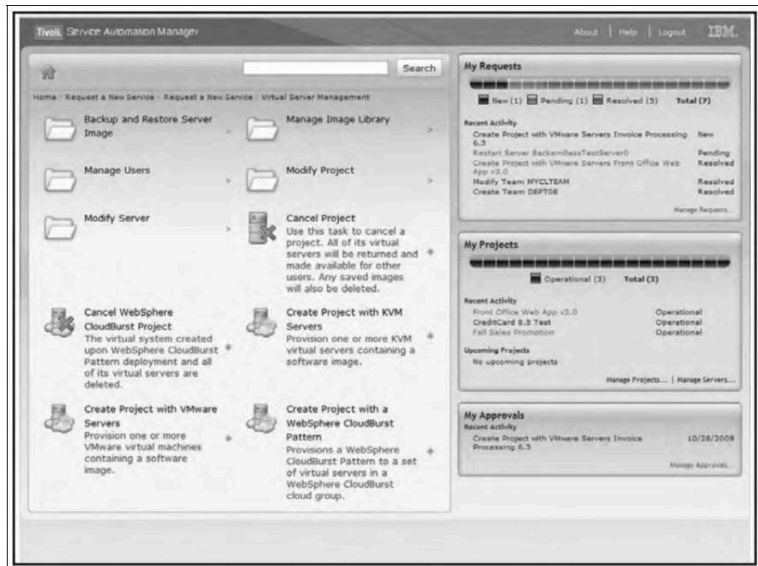 Tivoli. Service Automation Manager
About | Help | Logout IBM.
Search
Home Request a New Service Request a New Service Virtual Server Management
Backup and Restore Server
Image
Manage Image Library
Manage Users
Modify Project
Modify Server
Cancel Project
Use this task to cancel a
project. All of its virtual
servers will be returned and
made available for other
users. Any saved images
will also be deleted.
Cancel WebSphere
CloudBurst Project
The virtual system created
upon WebSphere CloudBurst
Pattern deployment and all
of its virtual servers are
deleted.
Create Project with KVM
Servers
Provision one or more KVM
virtual servers containing a
software image.
Create Project with VMware
Servers
Provision one or more
VMware virtual machines
containing a software
image.
Create Project with a
WebSphere CloudBurst
Pattern
Provisions a WebSphere
CloudBurst Pattern to a set
of virtual servers in a
WebSphere CloudBurst
cloud group.
My Requests
New (1) Pending (1) Resolved (5) Total (7)
Recent Activity
Create Project with VMware Servers Invoice Processing New
6.3
Restart Server BackendBassTestServer0 Pending
Create Project with VMware Servers Front Office Web Resolved
App v2.0
Modify Team MYCLTEAM Resolved
Create Team DEPT08 Resolved
Manage Requests...
My Projects
Operational (3) Total (3)
Recent Activity
Front Office Web App v2.0 Operational
CreditCard 8.5 Test Operational
Fall Sales Promotion Operational
Upcoming Projects
No upcoming projects
Manage Projects... | Manage Servers...
My Approvals
Recent Activity
Create Project with VMware Servers Invoice 10/28/2009
Processing 6.3
Manage Approvals...